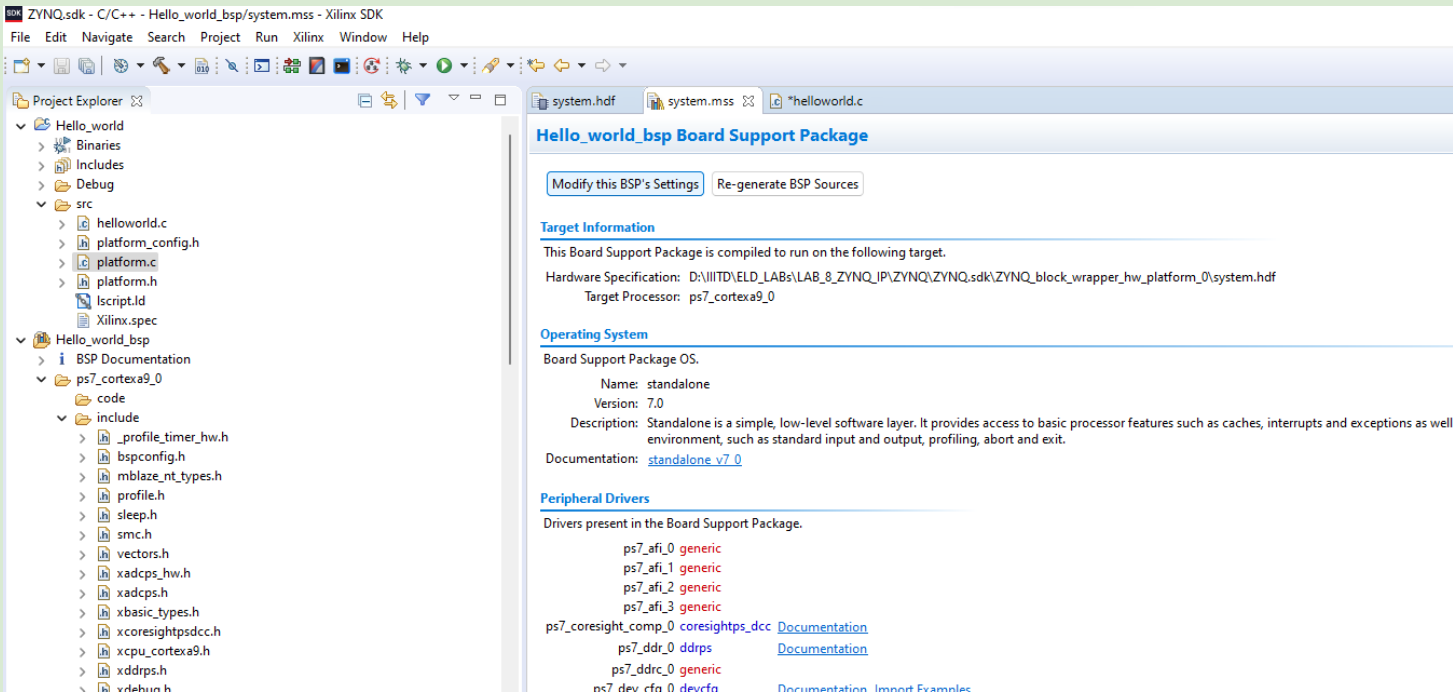 ZYNQ.sdk - C/C++ - Hello_world_bsp/system.mss - Xilinx SDK
File Edit Navigate Search Project Run Xilinx Window Help
Project Explorer
Hello_world
Binaries
Includes
Debug
src
helloworld.c
platform_config.h
platform.c
platform.h
lscript.ld
Xilinx.spec
Hello_world_bsp
BSP Documentation
ps7_cortexa9_0
code
include
_profile_timer_hw.h
bspconfig.h
mblaze_nt_types.h
profile.h
sleep.h
smc.h
vectors.h
xadcps_hw.h
xadcps.h
xbasic_types.h
xcoresightpsdcc.h
xcpu_cortexa9.h
xddrps.h
xdebug.h
system.hdf system.mss *helloworld.c
Hello_world_bsp Board Support Package
Modify this BSP's Settings Re-generate BSP Sources
Target Information
This Board Support Package is compiled to run on the following target.
Hardware Specification: D:\IIITD\ELD_LABs\LAB_8_ZYNQ_IP\ZYNQ\ZYNQ.sdk\ZYNQ_block_wrapper_hw_platform_0\system.hdf
Target Processor: ps7_cortexa9_0
Operating System
Board Support Package OS.
Name: standalone
Version: 7.0
Description: Standalone is a simple, low-level software layer. It provides access to basic processor features such as caches, interrupts and exceptions as well
environment, such as standard input and output, profiling, abort and exit.
Documentation: standalone_v7_0
Peripheral Drivers
Drivers present in the Board Support Package.
ps7_afi_0 generic
ps7_afi_1 generic
ps7_afi_2 generic
ps7_afi_3 generic
ps7_coresight_comp_0 coresightps_dcc Documentation
ps7_ddr_0 ddrps Documentation
ps7_ddrc_0 generic
ps7_dev_cfg_0 devcfg Documentation Import Examples